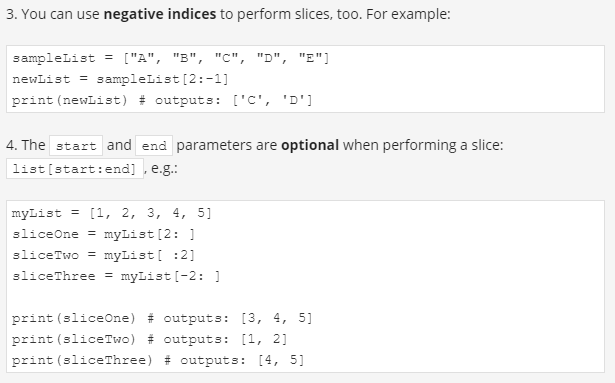 3. You can use negative indices to perform slices, too. For example:
sampleList = ["A", "B", "C", "D", "E"]
newList = sampleList[2:-1]
print(newList) # outputs: ['C', 'D']
4. The start and end parameters are optional when performing a slice:
list[start:end] , e.g.:
myList = [1, 2, 3, 4, 5]
sliceOne = myList[2: ]
sliceTwo = myList[ :2]
sliceThree = myList[-2: ]
print(sliceOne) # outputs: [3, 4, 5]
print(sliceTwo) # outputs: [1, 2]
print(sliceThree) # outputs: [4, 5]